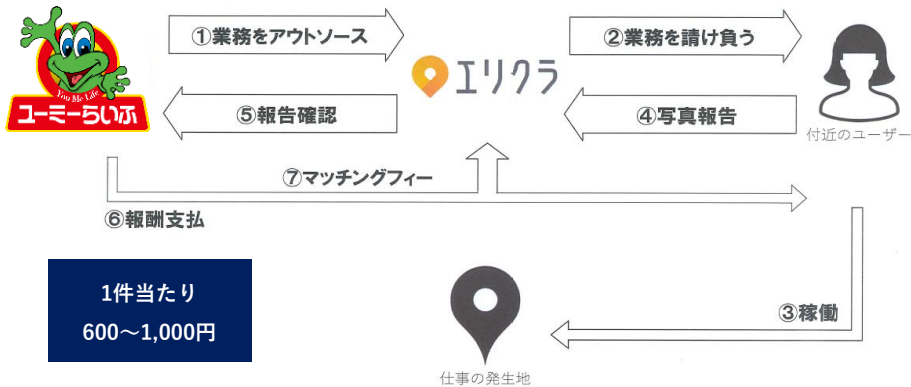 ①業務をアウトソース
②業務を請け負う
You Me Life
ユーミーらいふ
エリクラ
⑤報告確認
④写真報告
付近のユーザー
⑦マッチングフィー
⑥報酬支払
1件当たり
600～1,000円
③稼働
仕事の発生地